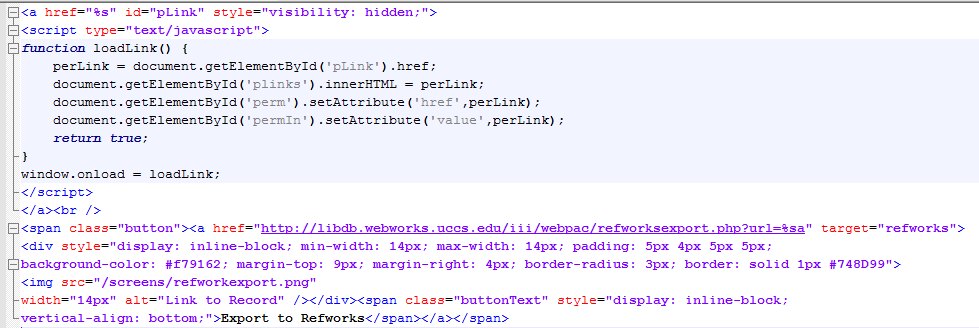 <a href="%s" id="pLink" style="visibility: hidden;">
<script type="text/javascript">
function loadLink() {
    perLink = document.getElementById('pLink').href;
    document.getElementById('plinks').innerHTML = perLink;
    document.getElementById('perm').setAttribute('href',perLink);
    document.getElementById('permIn').setAttribute('value',perLink);
    return true;
}
window.onload = loadLink;
</script>
</a><br />
<span class="button"><a href="http://libdb.webworks.uccs.edu/iii/webpac/refworksexport.php?url=%sa" target="refworks">
<div style="display: inline-block; min-width: 14px; max-width: 14px; padding: 5px 4px 5px 5px;
background-color: #f79162; margin-top: 9px; margin-right: 4px; border-radius: 3px; border: solid 1px #748D99">
<img src="/screens/refworkexport.png"
width="14px" alt="Link to Record" /></div><span class="buttonText" style="display: inline-block;
vertical-align: bottom;">Export to Refworks</span></a></span>